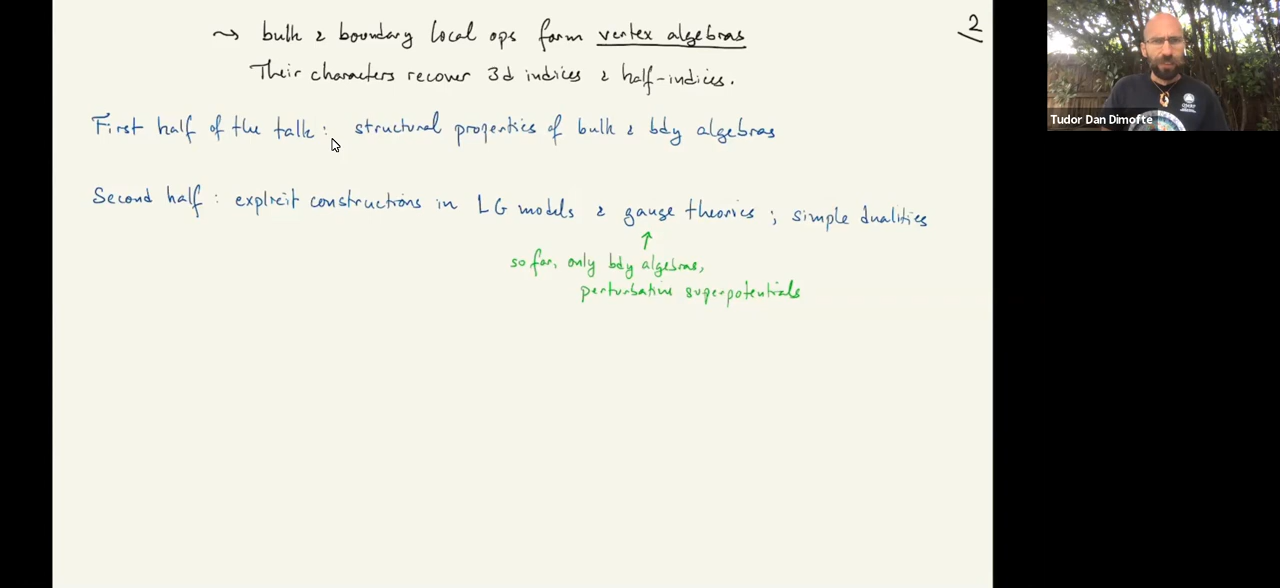 2
⇝ bulk & boundary local ops form vertex algebras
Their characters recover 3d indices & half-indices.
First half of the talk: structural properties of bulk & bdy algebras
Second half: explicit constructions in LG models & gauge theories; simple dualities
↑
so far, only bdy algebras,
perturbative superpotentials
Tudor Dan Dimofte